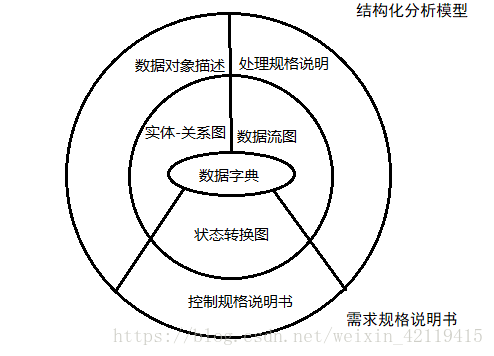 结构化分析模型
数据对象描述
处理规格说明
实体-关系图
数据流图
数据字典
状态转换图
控制规格说明书
需求规格说明书
https://blog.csdn.net/weixin_42119415